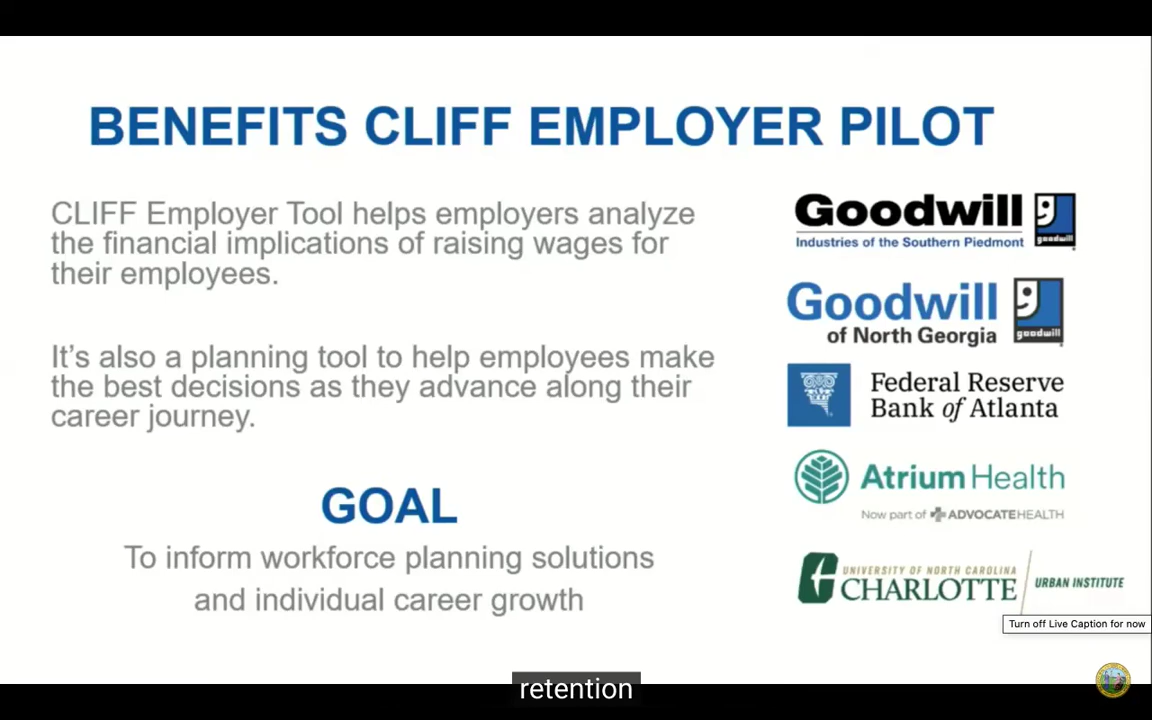 BENEFITS CLIFF EMPLOYER PILOT
CLIFF Employer Tool helps employers analyze
the financial implications of raising wages for
their employees.
It’s also a planning tool to help employees make
the best decisions as they advance along their
career journey.
GOAL
To inform workforce planning solutions
and individual career growth
Goodwill
Industries of the Southern Piedmont
goodwill
Goodwill
of North Georgia
goodwill
Federal Reserve
Bank of Atlanta
Atrium Health
Now part of ADVOCATEHEALTH
UNIVERSITY OF NORTH CAROLINA
CHARLOTTE
URBAN INSTITUTE
Turn off Live Caption for now
retention